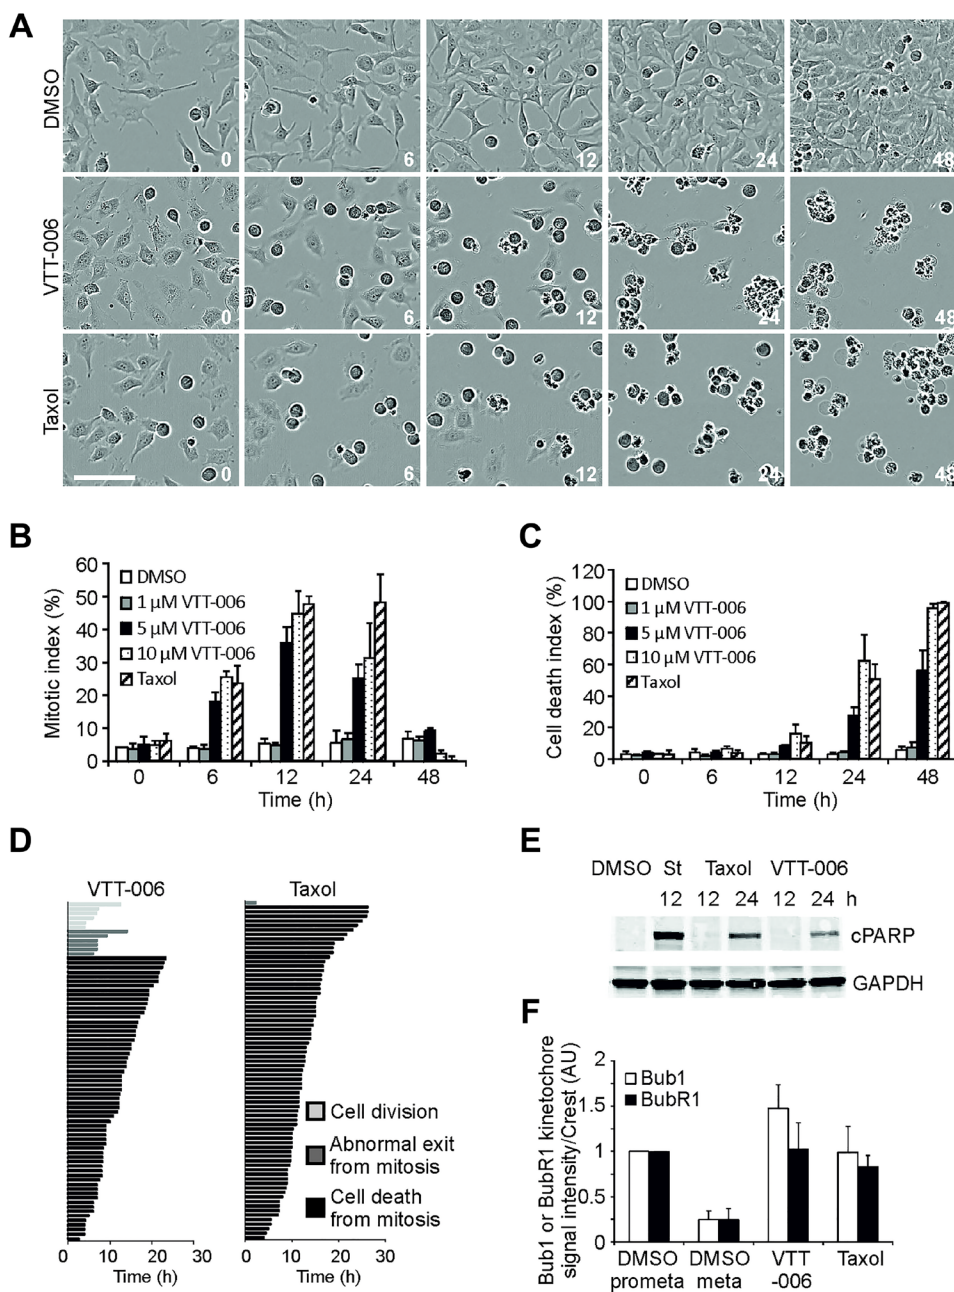 A
DMSO
0
6
12
24
48
VTT-006
0
6
12
24
48
Taxol
0
6
12
24
48
B
Mitotic index (%)
60
50
40
30
20
10
0
DMSO
1 µM VTT-006
5 µM VTT-006
10 µM VTT-006
Taxol
0 6 12 24 48
Time (h)
C
Cell death index (%)
120
100
80
60
40
20
0
DMSO
1 µM VTT-006
5 µM VTT-006
10 µM VTT-006
Taxol
0 6 12 24 48
Time (h)
D
VTT-006
0 10 20 30
Time (h)
Taxol
0 10 20 30
Time (h)
Cell division
Abnormal exit
from mitosis
Cell death
from mitosis
E
DMSO St Taxol VTT-006
12 12 24 12 24 h
cPARP
GAPDH
F
Bub1 or BubR1 kinetochore
signal intensity/Crest (AU)
2
1.5
1
0.5
0
Bub1
BubR1
DMSO
prometa
DMSO
meta
VTT
-006
Taxol